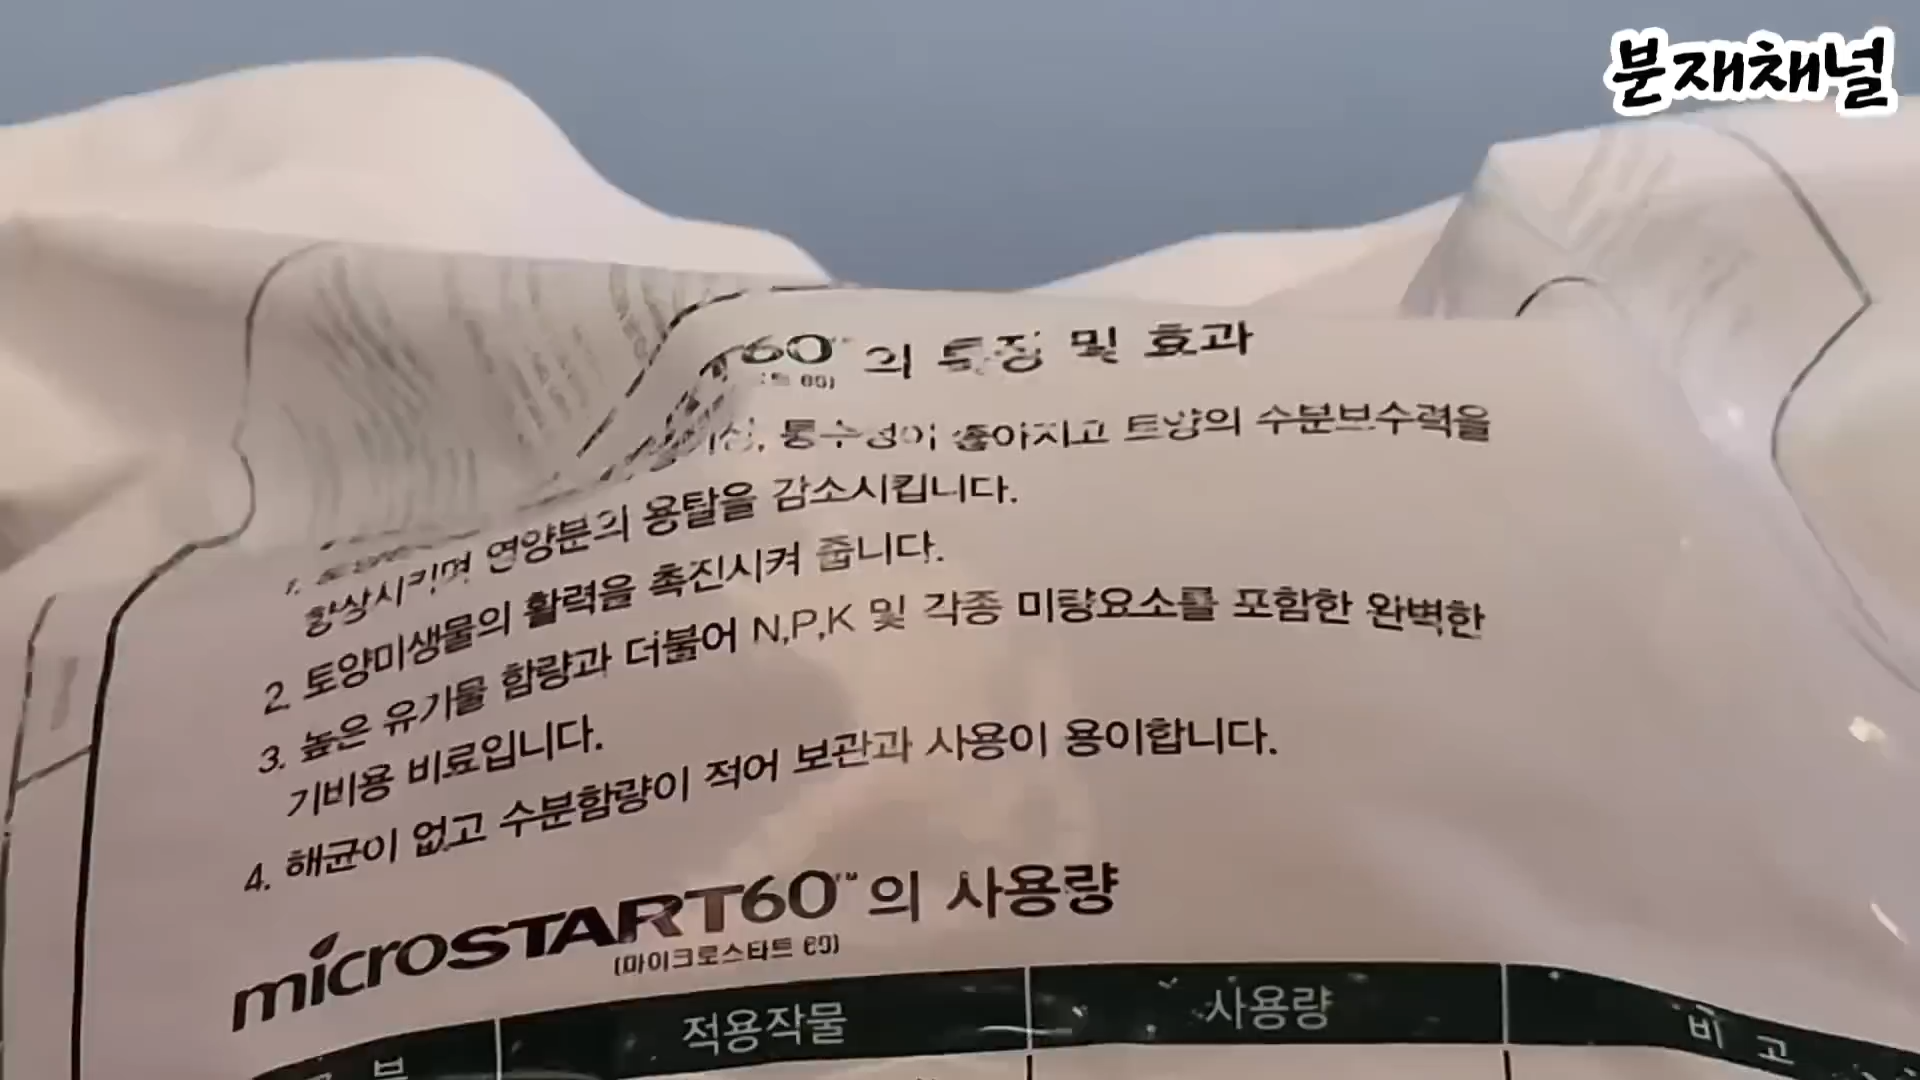 분재채널
T60™ 의 특장 및 효과
통수성이 좋아지고 토양의 수분보수력을
향상시키며 연양분의 용탈을 감소시킵니다.
2. 토양미생물의 활력을 촉진시켜 줍니다.
3. 높은 유기물 함량과 더불어 N,P,K 및 각종 미량요소를 포함한 완벽한
기비용 비료입니다.
4. 해균이 없고 수분함량이 적어 보관과 사용이 용이합니다.
microSTART60™ 의 사용량
(마이크로스타트 60)
적용작물 사용량 비 고